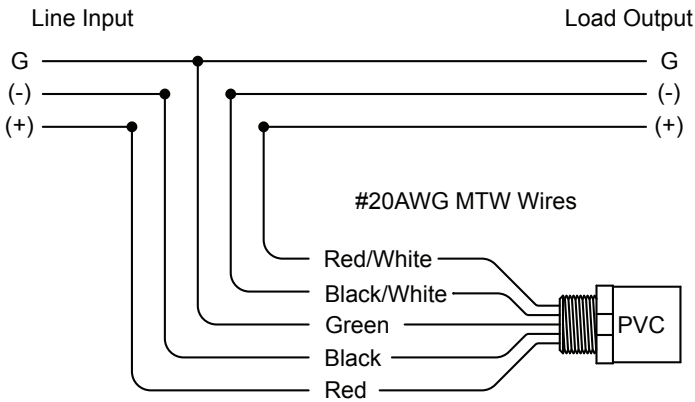 Line Input Load Output
G G
(-) (-)
(+) (+)
#20AWG MTW Wires
Red/White
Black/White
Green PVC
Black
Red